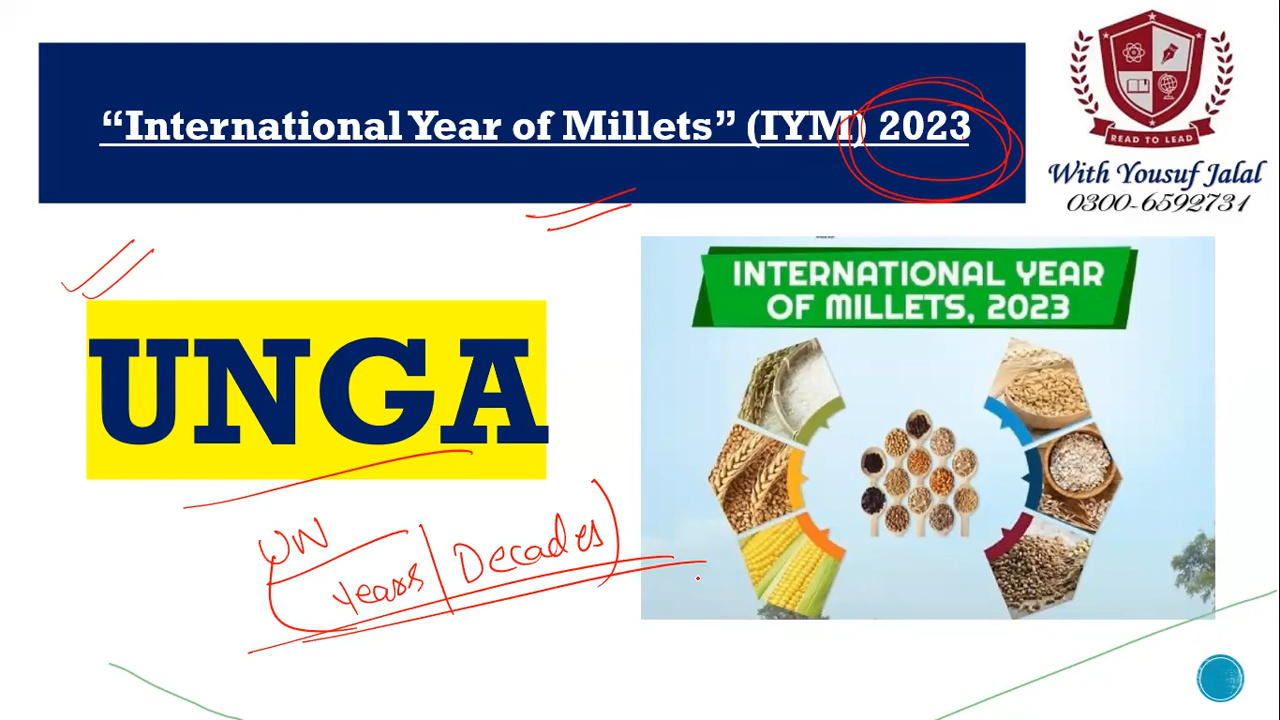 “International Year of Millets” (IYM) 2023
READ TO LEAD
With Yousuf Jalal
0300-6592731
UNGA
INTERNATIONAL YEAR
OF MILLETS, 2023
UN
Years Decades